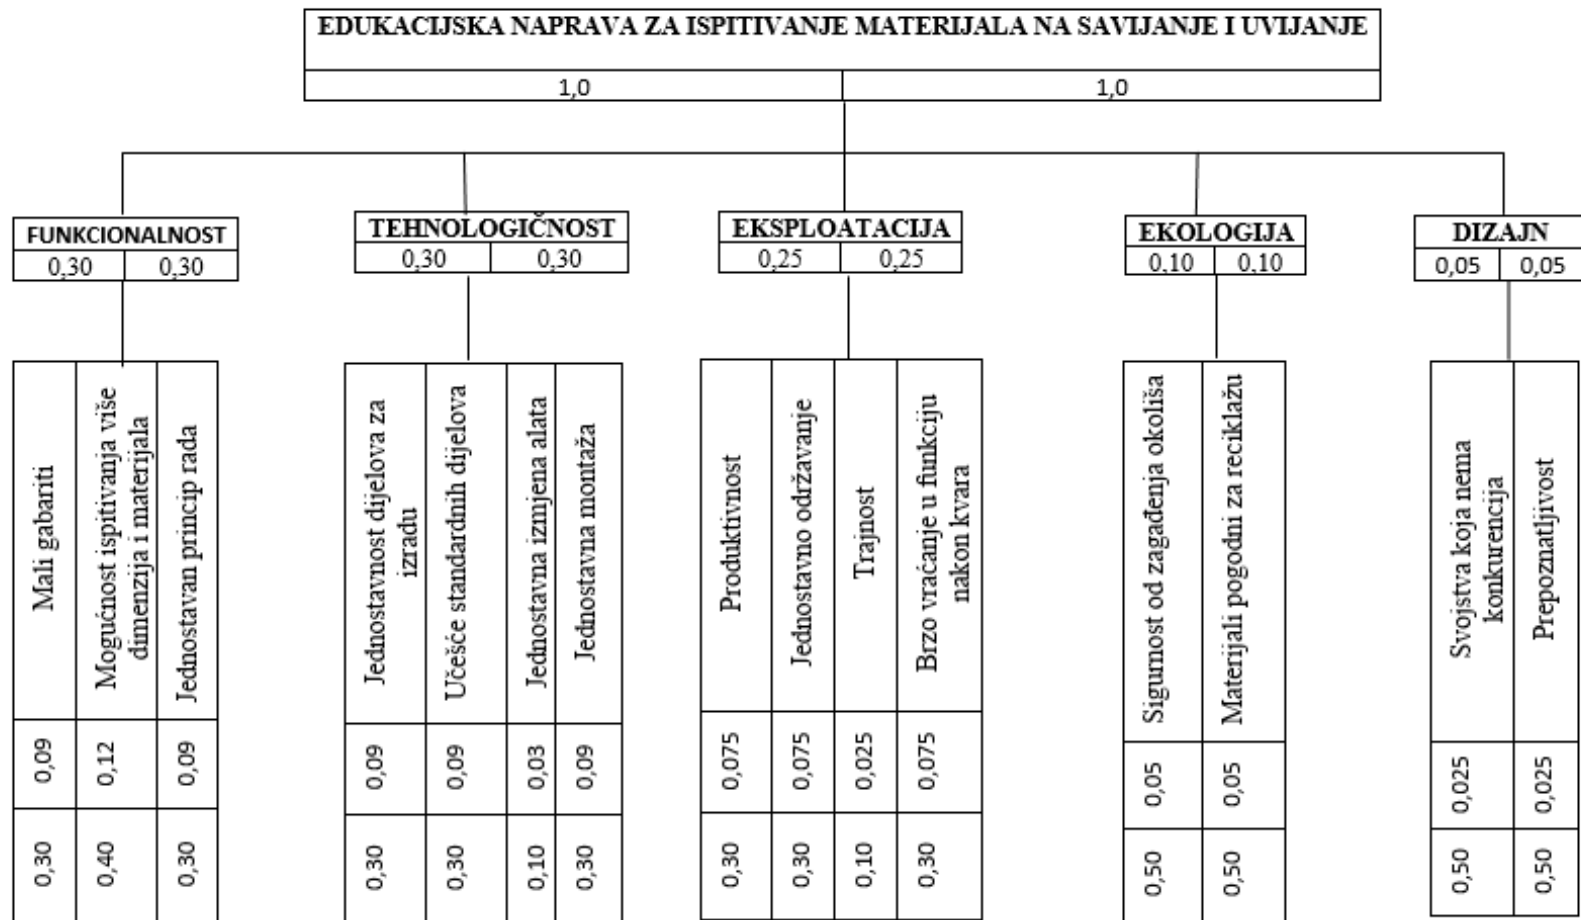 EDUKACIJSKA NAPRAVA ZA ISPITIVANJE MATERIJALA NA SAVIJANJE I UVIJANJE
1,0 1,0
FUNKCIONALNOST
0,30 0,30
Mali gabariti
Mogućnost ispitivanja više
dimenzija i materijala
Jednostavan princip rada
0,09 0,12 0,09
0,30 0,40 0,30
TEHNOLOGIČNOST
0,30 0,30
Jednostavnost dijelova za
izradu
Učešće standardnih dijelova
Jednostavna izmjena alata
Jednostavna montaža
0,09 0,09 0,03 0,09
0,30 0,30 0,10 0,30
EKSPLOATACIJA
0,25 0,25
Produktivnost
Jednostavno održavanje
Trajnost
Brzo vraćanje u funkciju
nakon kvara
0,075 0,075 0,025 0,075
0,30 0,30 0,10 0,30
EKOLOGIJA
0,10 0,10
Sigurnost od zagađenja okoliša
Materijali pogodni za reciklažu
0,05 0,05
0,50 0,50
DIZAJN
0,05 0,05
Svojstva koja nema
konkurencija
Prepoznatljivost
0,025 0,025
0,50 0,50